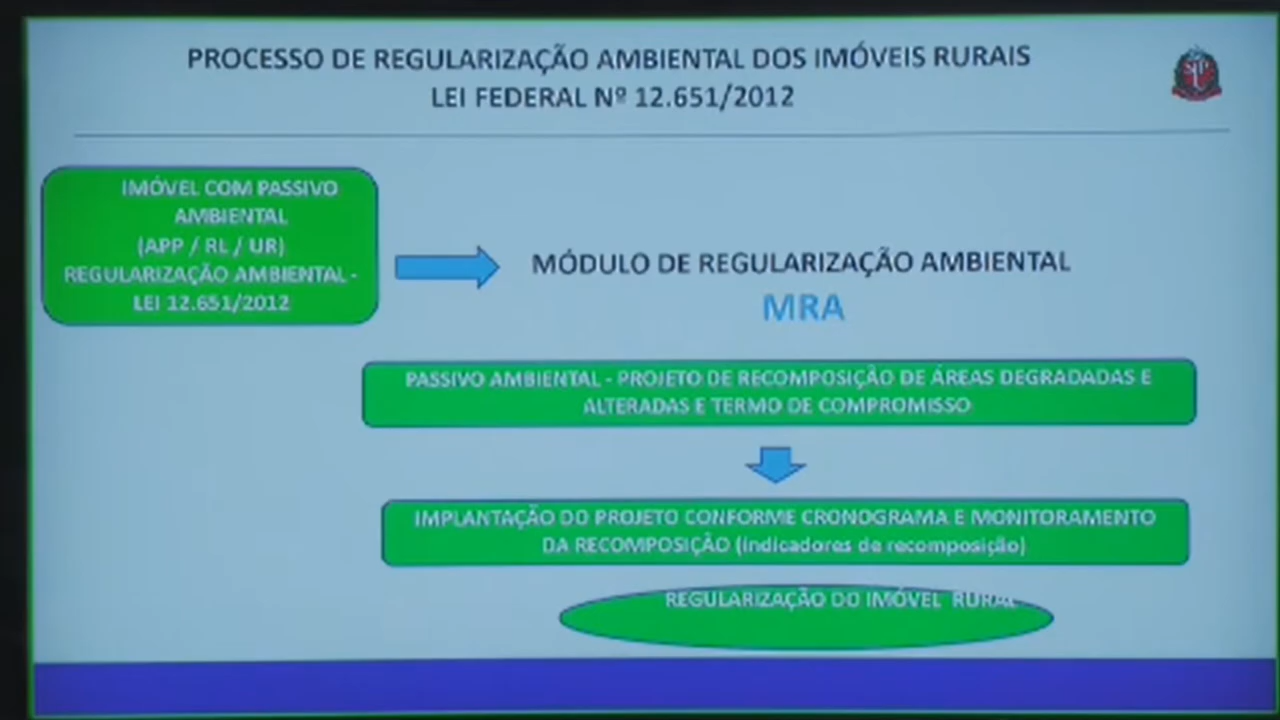 PROCESSO DE REGULARIZAÇÃO AMBIENTAL DOS IMÓVEIS RURAIS
LEI FEDERAL Nº 12.651/2012
IMÓVEL COM PASSIVO
AMBIENTAL
(APP / RL / UR)
REGULARIZAÇÃO AMBIENTAL -
LEI 12.651/2012
MÓDULO DE REGULARIZAÇÃO AMBIENTAL
MRA
PASSIVO AMBIENTAL - PROJETO DE RECOMPOSIÇÃO DE ÁREAS DEGRADADAS E
ALTERADAS E TERMO DE COMPROMISSO
IMPLANTAÇÃO DO PROJETO CONFORME CRONOGRAMA E MONITORAMENTO
DA RECOMPOSIÇÃO (indicadores de recomposição)
REGULARIZAÇÃO DO IMÓVEL RURAL